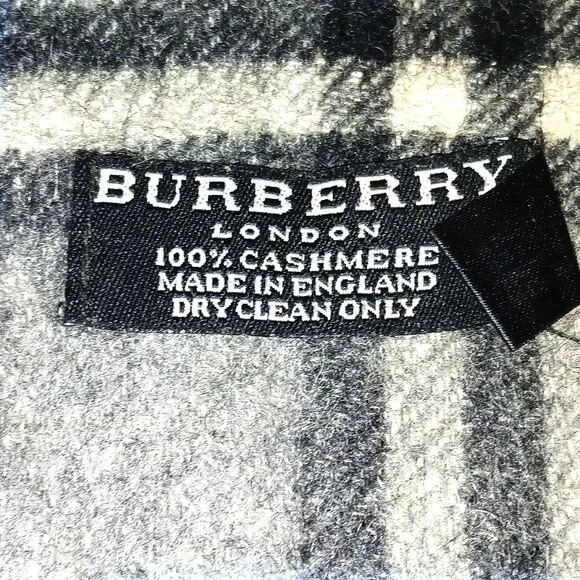 BURBERRY
LONDON
100% CASHMERE
MADE IN ENGLAND
DRY CLEAN ONLY